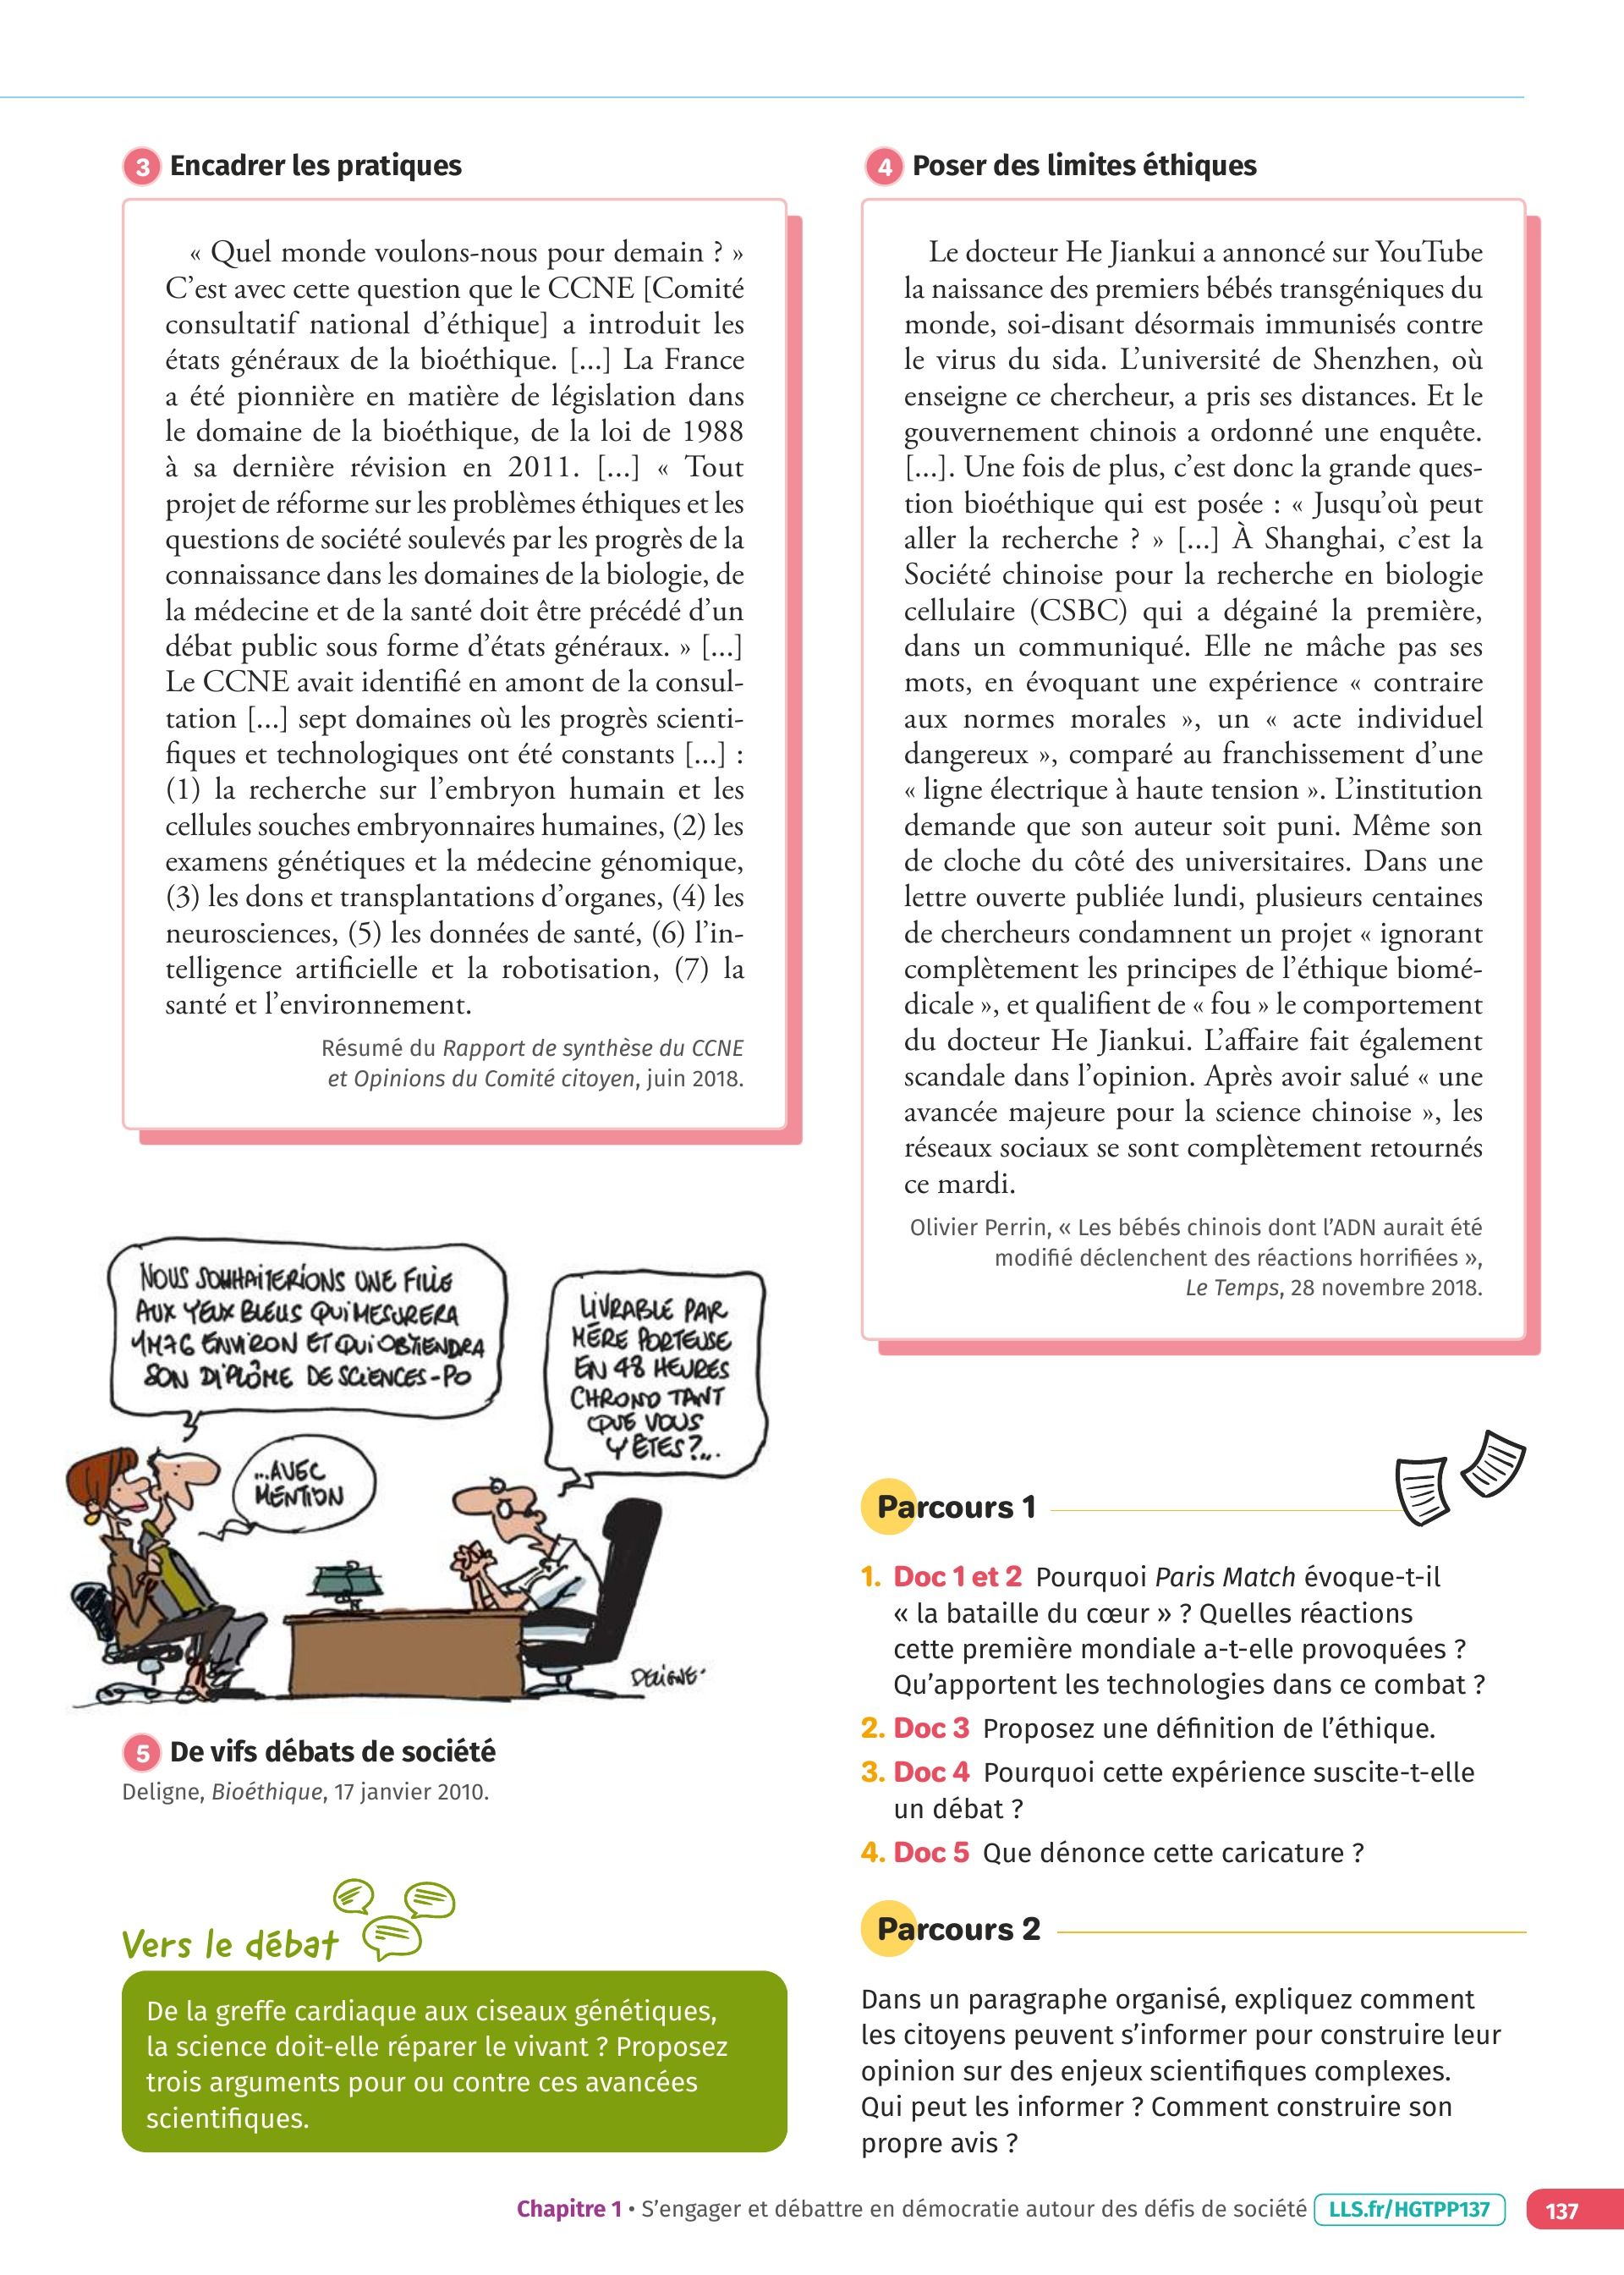 3 Encadrer les pratiques
« Quel monde voulons-nous pour demain ? »
C'est avec cette question que le CCNE [Comité
consultatif national d'éthique] a introduit les
états généraux de la bioéthique. [...] La France
a été pionnière en matière de législation dans
le domaine de la bioéthique, de la loi de 1988
à sa dernière révision en 2011. [...] « Tout
projet de réforme sur les problèmes éthiques et les
questions de société soulevés par les progrès de la
connaissance dans les domaines de la biologie, de
la médecine et de la santé doit être précédé d'un
débat public sous forme d'états généraux. » [...]
Le CCNE avait identifié en amont de la consul-
tation [...] sept domaines où les progrès scienti-
fiques et technologiques ont été constants [...] :
(1) la recherche sur l'embryon humain et les
cellules souches embryonnaires humaines, (2) les
examens génétiques et la médecine génomique,
(3) les dons et transplantations d'organes, (4) les
neurosciences, (5) les données de santé, (6) l'in-
telligence artificielle et la robotisation, (7) la
santé et l'environnement.
Résumé du Rapport de synthèse du CCNE
et Opinions du Comité citoyen, juin 2018.
4 Poser des limites éthiques
Le docteur He Jiankui a annoncé sur YouTube
la naissance des premiers bébés transgéniques du
monde, soi-disant désormais immunisés contre
le virus du sida. L'université de Shenzhen, où
enseigne ce chercheur, a pris ses distances. Et le
gouvernement chinois a ordonné une enquête.
[...]. Une fois de plus, c'est donc la grande ques-
tion bioéthique qui est posée : « Jusqu'où peut
aller la recherche ? » [...] À Shanghai, c'est la
Société chinoise pour la recherche en biologie
cellulaire (CSBC) qui a dégainé la première,
dans un communiqué. Elle ne mâche pas ses
mots, en évoquant une expérience « contraire
aux normes morales », un « acte individuel
dangereux », comparé au franchissement d'une
« ligne électrique à haute tension ». L'institution
demande que son auteur soit puni. Même son
de cloche du côté des universitaires. Dans une
lettre ouverte publiée lundi, plusieurs centaines
de chercheurs condamnent un projet « ignorant
complètement les principes de l'éthique biomé-
dicale », et qualifient de « fou » le comportement
du docteur He Jiankui. L'affaire fait également
scandale dans l'opinion. Après avoir salué « une
avancée majeure pour la science chinoise », les
réseaux sociaux se sont complètement retournés
ce mardi.
Olivier Perrin, « Les bébés chinois dont l'ADN aurait été
modifié déclenchent des réactions horrifiées »,
Le Temps, 28 novembre 2018.
NOUS SOUHAITERIONS UNE FILLE
AUX YEUX BLEUS QUI MESURERA
1M76 ENVIRON ET QUI OBTIENDRA
SON DIPLÔME DE SCIENCES-PO
...AVEC
MENTION
LIVRABLE PAR
MÈRE PORTEUSE
EN 48 HEURES
CHRONO TANT
QUE VOUS
Y ÊTES ?...
DELIGNE
5 De vifs débats de société
Deligne, Bioéthique, 17 janvier 2010.
Vers le débat
De la greffe cardiaque aux ciseaux génétiques,
la science doit-elle réparer le vivant ? Proposez
trois arguments pour ou contre ces avancées
scientifiques.
Parcours 1
1. Doc 1 et 2 Pourquoi Paris Match évoque-t-il
« la bataille du cœur » ? Quelles réactions
cette première mondiale a-t-elle provoquées ?
Qu'apportent les technologies dans ce combat ?
2. Doc 3 Proposez une définition de l'éthique.
3. Doc 4 Pourquoi cette expérience suscite-t-elle
un débat ?
4. Doc 5 Que dénonce cette caricature ?
Parcours 2
Dans un paragraphe organisé, expliquez comment
les citoyens peuvent s'informer pour construire leur
opinion sur des enjeux scientifiques complexes.
Qui peut les informer ? Comment construire son
propre avis ?
Chapitre 1 • S'engager et débattre en démocratie autour des défis de société LLS.fr/HGTPP137 137